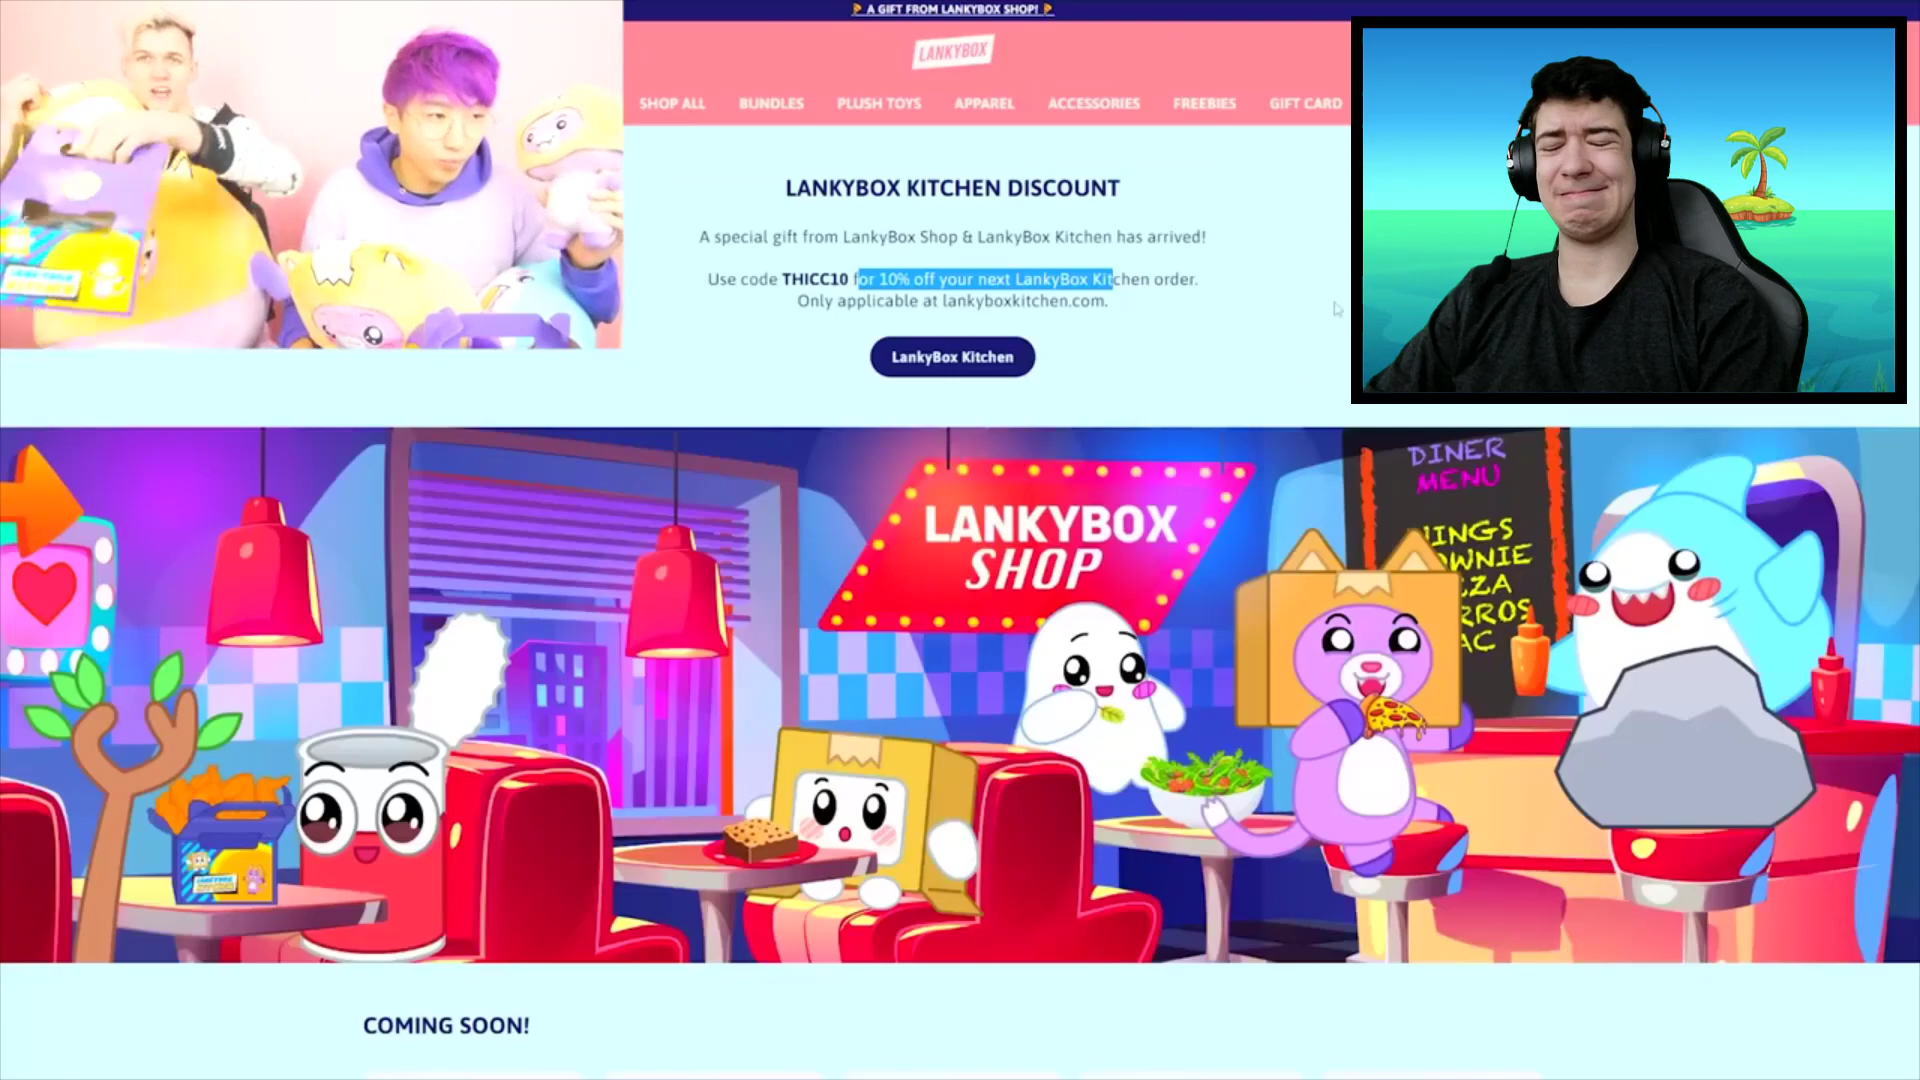 A GIFT FROM LANKYBOX SHOP!
LANKYBOX
SHOP ALL BUNDLES PLUSH TOYS APPAREL ACCESSORIES FREEBIES GIFT CARD
LANKYBOX KITCHEN DISCOUNT
A special gift from LankyBox Shop & LankyBox Kitchen has arrived!
Use code THICC10 for 10% off your next LankyBox Kitchen order.
Only applicable at lankyboxkitchen.com.
LankyBox Kitchen
LANKYBOX
SHOP
DINER
MENU
COMING SOON!